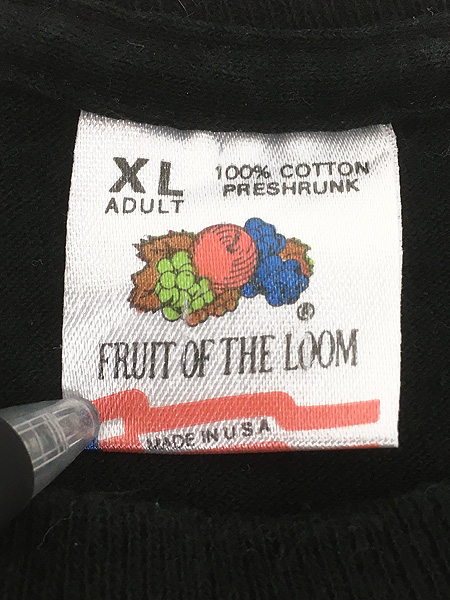 XL
ADULT
100% COTTON
PRESHRUNK
®
FRUIT OF THE LOOM
MADE IN U S A